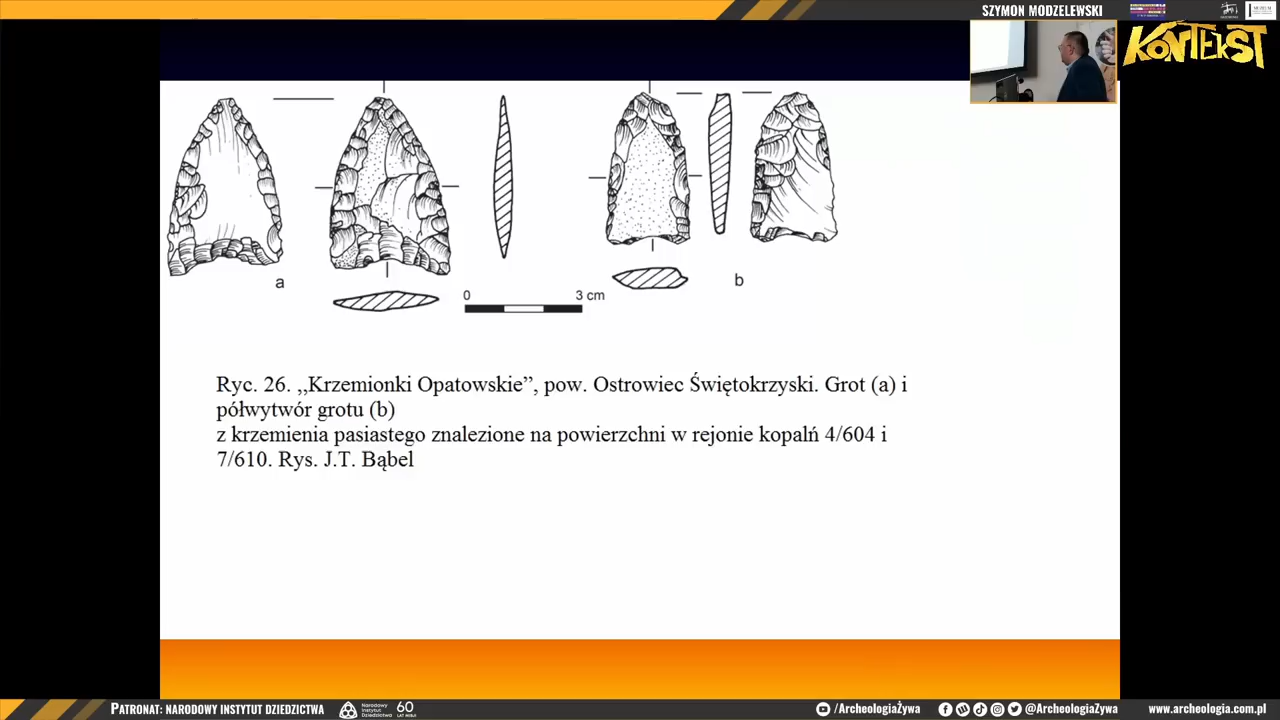 SZYMON MODZELEWSKI
KONTEKST
a
0 3 cm
b
Ryc. 26. ,,Krzemionki Opatowskie”, pow. Ostrowiec Świętokrzyski. Grot (a) i
półwytwór grotu (b)
z krzemienia pasiastego znalezione na powierzchni w rejonie kopalń 4/604 i
7/610. Rys. J.T. Bąbel
PATRONAT: NARODOWY INSTYTUT DZIEDZICTWA
Narodowy
Instytut
Dziedzictwa
60
LAT MISJI
/ArcheologiaŻywa
@ArcheologiaŻywa
www.archeologia.com.pl